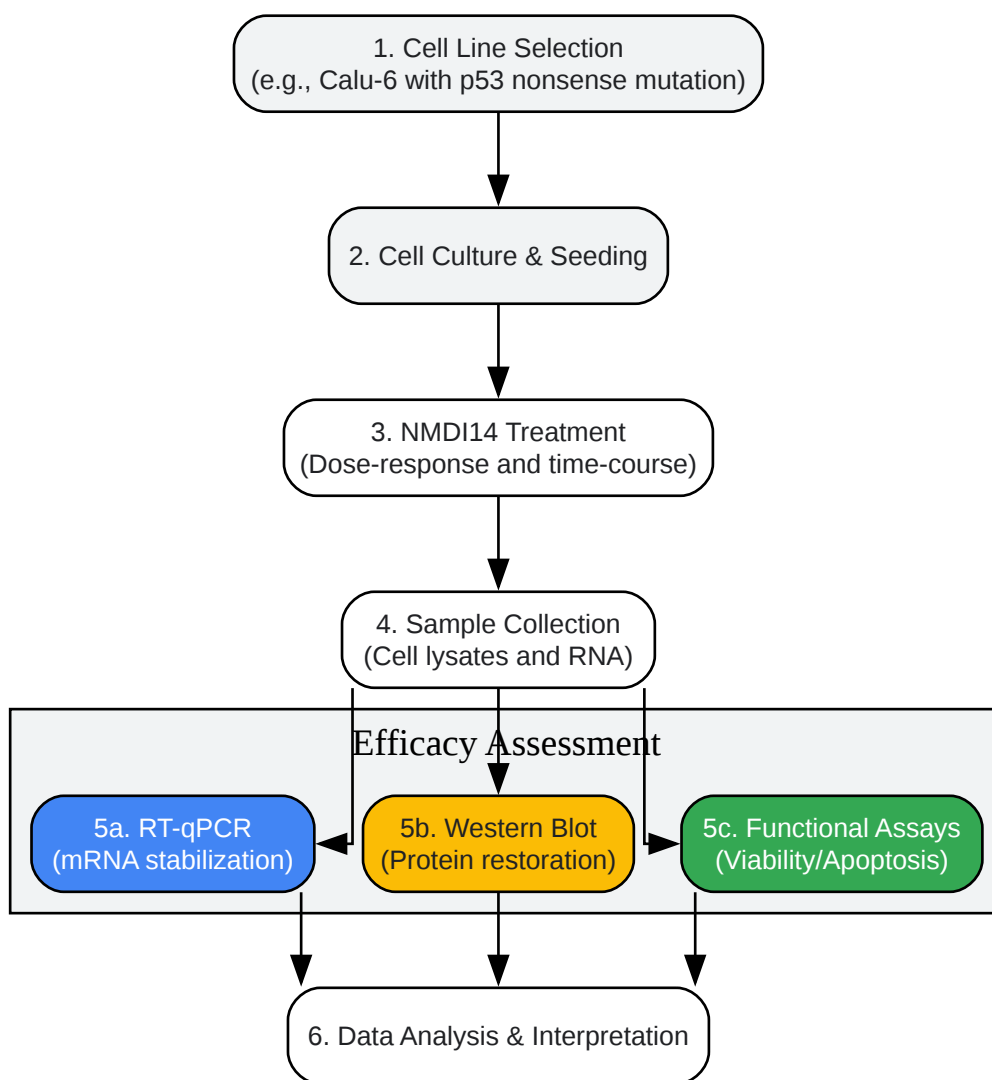 1. Cell Line Selection
(e.g., Calu-6 with p53 nonsense mutation)
2. Cell Culture & Seeding
3. NMDI14 Treatment
(Dose-response and time-course)
4. Sample Collection
(Cell lysates and RNA)
Efficacy Assessment
5a. RT-qPCR
(mRNA stabilization)
5b. Western Blot
(Protein restoration)
5c. Functional Assays
(Viability/Apoptosis)
6. Data Analysis & Interpretation